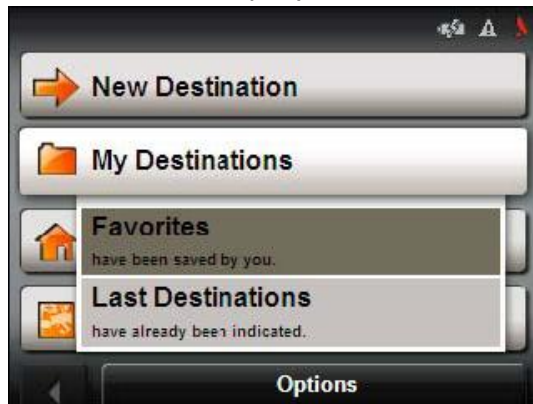 New Destination
My Destinations
Favorites
have been saved by you.
Last Destinations
have already been indicated.
Options